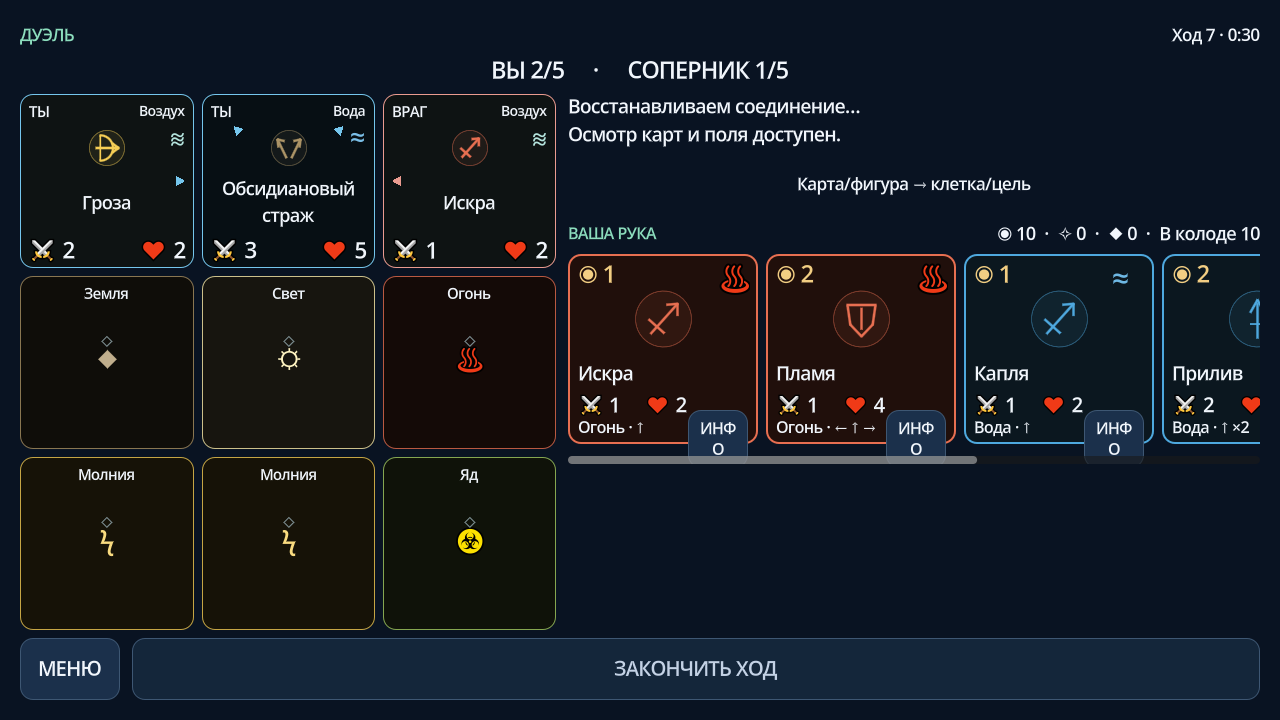 ДУЭЛЬ
Ход 7 · 0:30
ВЫ 2/5 · СОПЕРНИК 1/5
ТЫ Воздух
Гроза
2 2
ТЫ Вода
Обсидиановый
страж
3 5
ВРАГ Воздух
Искра
1 2
Восстанавливаем соединение...
Осмотр карт и поля доступен.
Карта/фигура → клетка/цель
ВАША РУКА
◉ 10 · ✧ 0 · ◆ 0 · В колоде 10
◉ 1
Искра
1 2
Огонь · ↑
ИНФ
О
◉ 2
Пламя
1 4
Огонь · ← ↑ →
ИНФ
О
◉ 1
Капля
1 2
Вода · ↑
ИНФ
О
◉ 2
Прилив
2
Вода · ↑ ×2
Земля
Свет
Огонь
Молния
Молния
Яд
МЕНЮ
ЗАКОНЧИТЬ ХОД